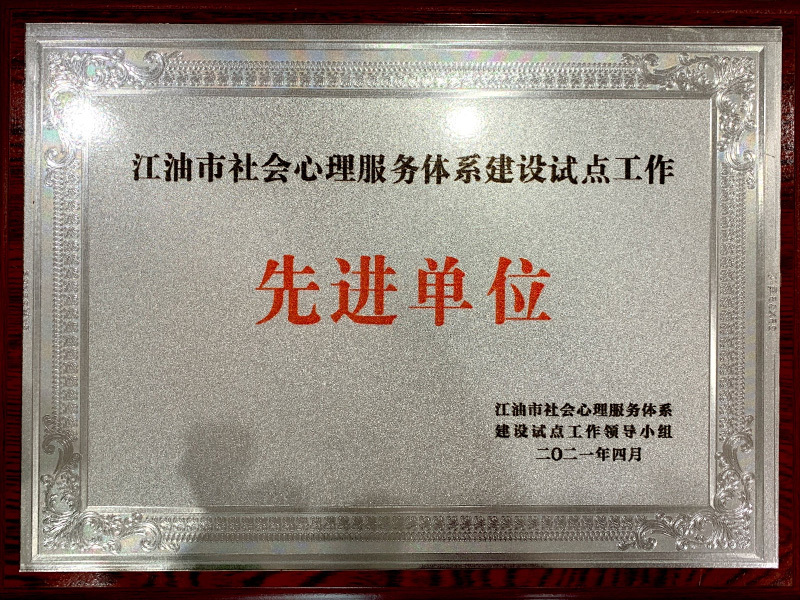 江油市社会心理服务体系建设试点工作
先进单位
江油市社会心理服务体系
建设试点工作领导小组
二〇二一年四月